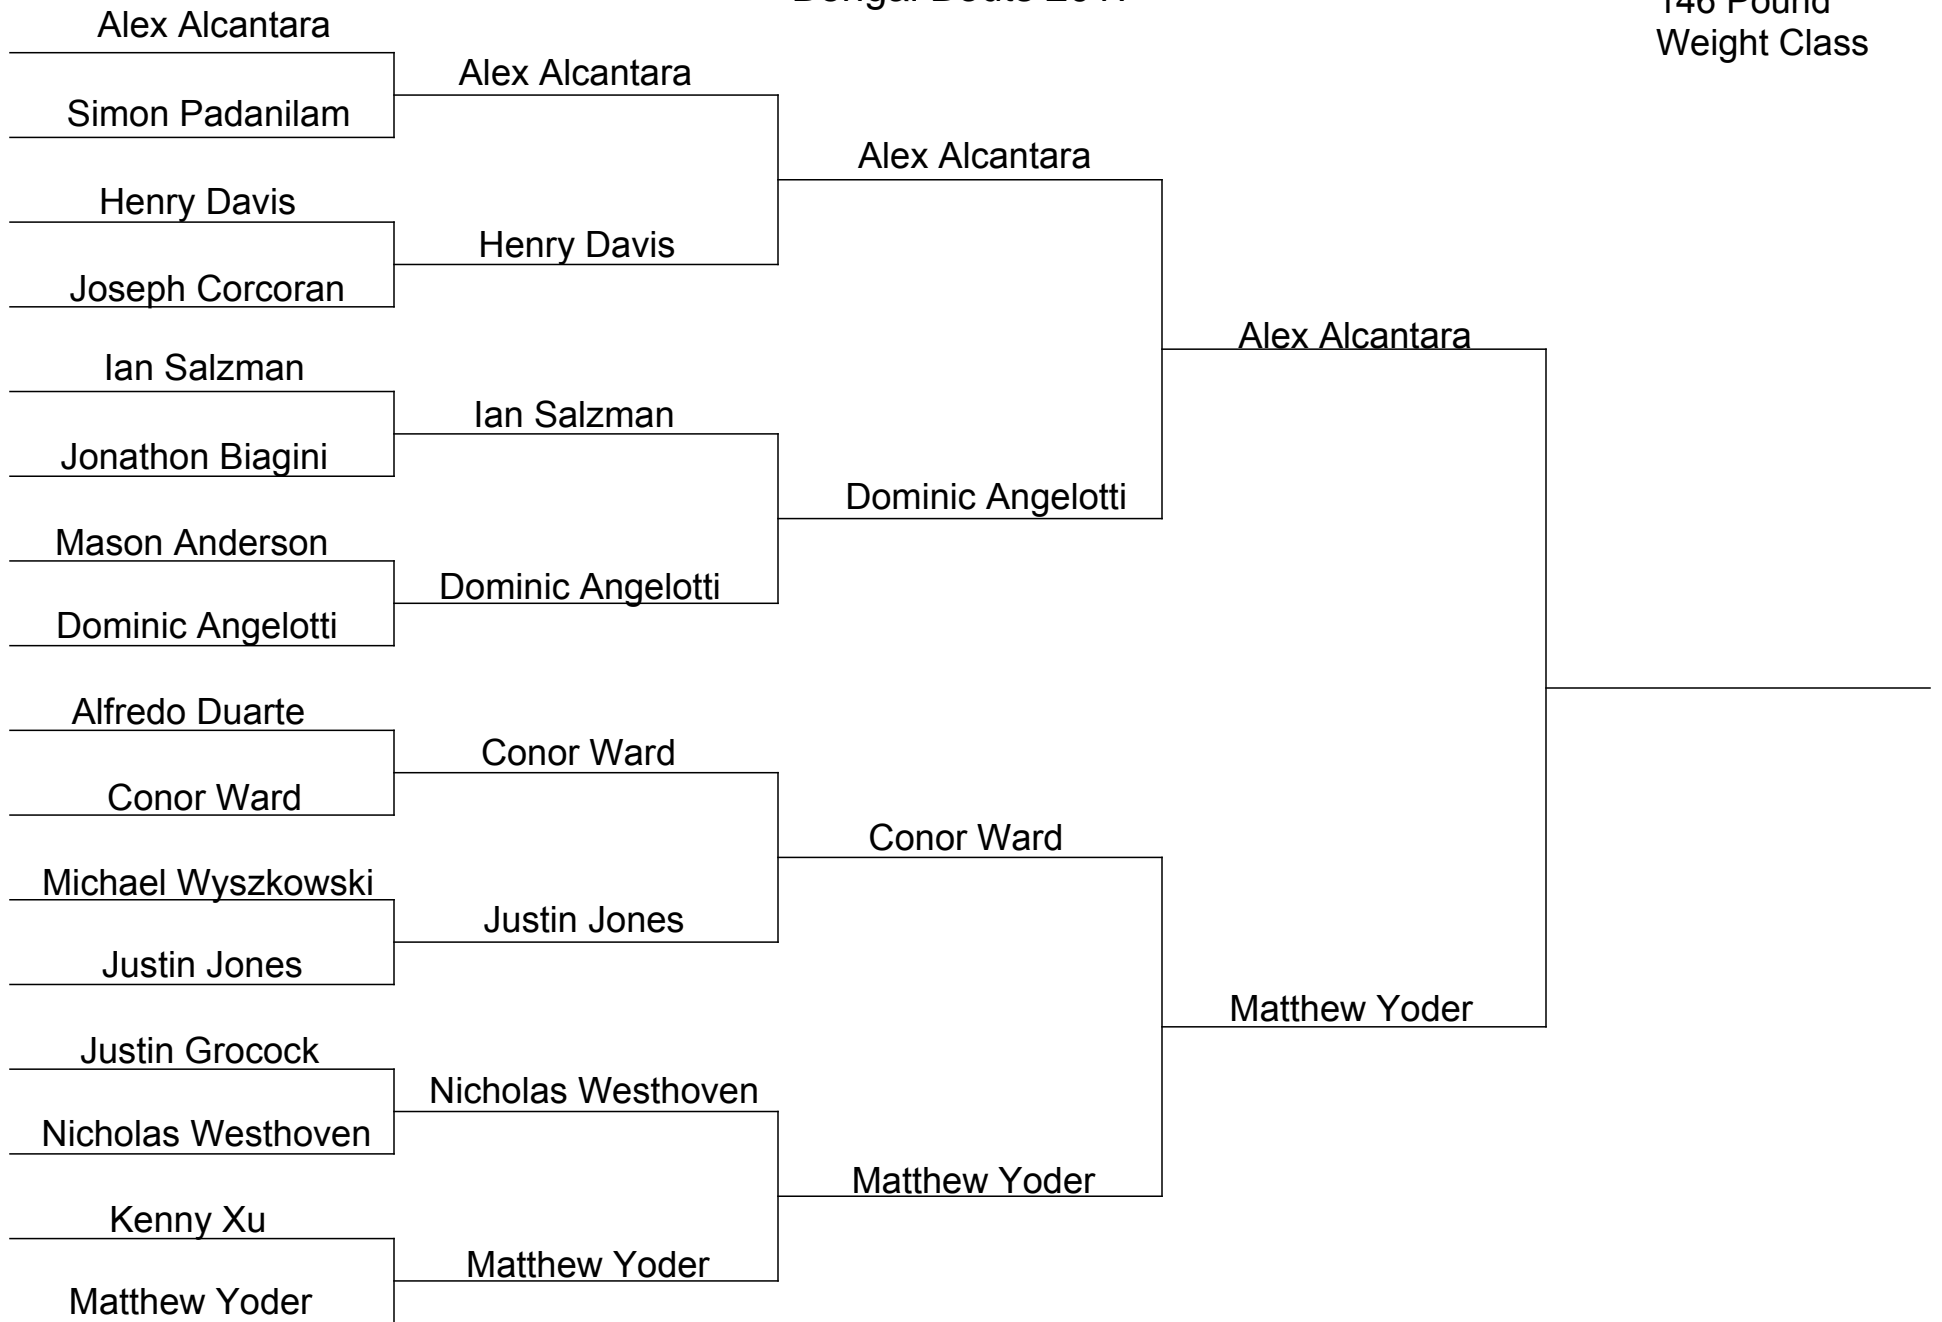 Alex Alcantara
Simon Padanilam
Henry Davis
Joseph Corcoran
Ian Salzman
Jonathon Biagini
Mason Anderson
Dominic Angelotti
Alfredo Duarte
Conor Ward
Michael Wyszkowski
Justin Jones
Justin Grocock
Nicholas Westhoven
Kenny Xu
Matthew Yoder
Alex Alcantara
Henry Davis
Ian Salzman
Dominic Angelotti
Conor Ward
Justin Jones
Nicholas Westhoven
Matthew Yoder
Alex Alcantara
Dominic Angelotti
Conor Ward
Matthew Yoder
Alex Alcantara
Matthew Yoder
146 Pound
Weight Class